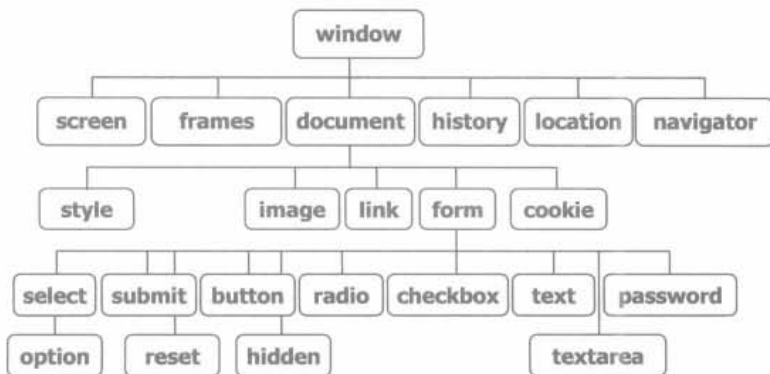 window
screen frames document history location navigator
style image link form cookie
select submit button radio checkbox text password
option reset hidden textarea